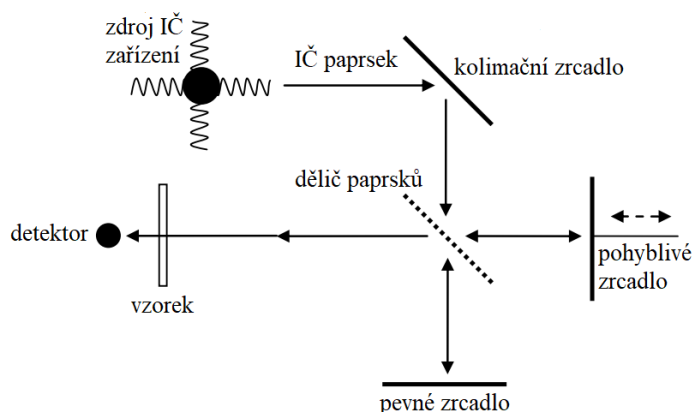 zdroj IČ
zařízení
IČ paprsek
kolimační zrcadlo
dělič paprsků
detektor
pohyblivé
zrcadlo
vzorek
pevné zrcadlo